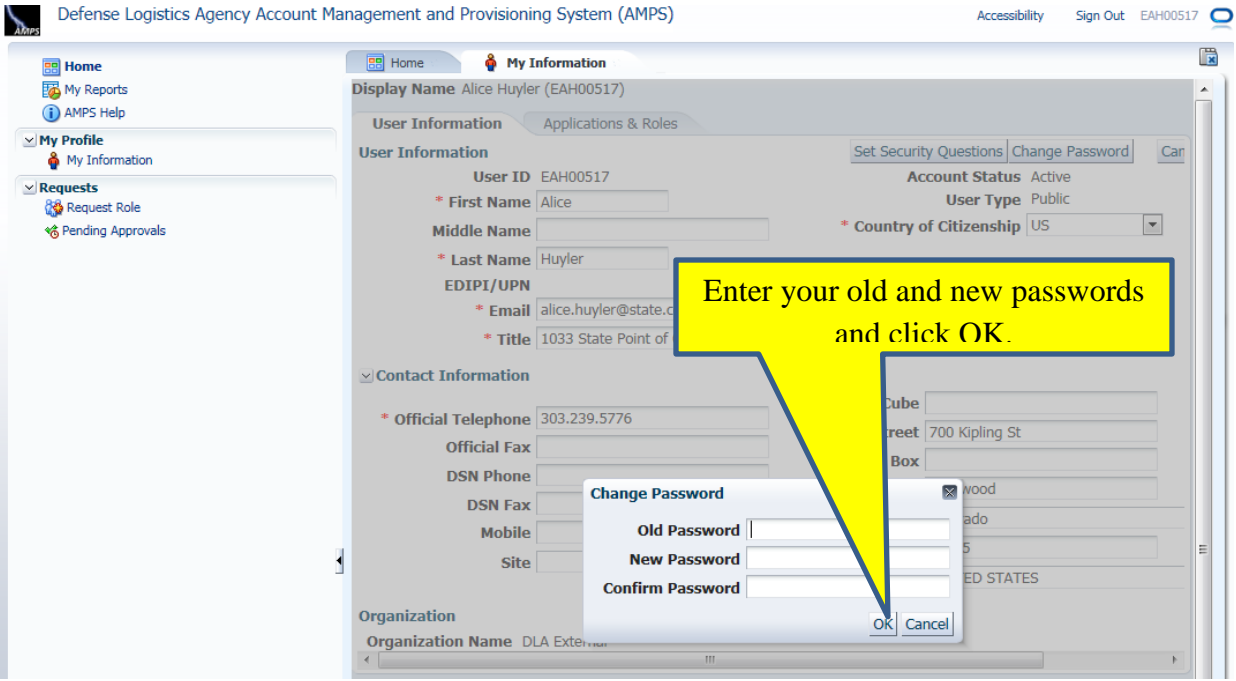 AMPS
Defense Logistics Agency Account Management and Provisioning System (AMPS)
Accessibility Sign Out EAH00517
Home
My Reports
AMPS Help
My Profile
My Information
Requests
Request Role
Pending Approvals
Home My Information
Display Name Alice Huyler (EAH00517)
User Information Applications & Roles
User Information Set Security Questions Change Password Can
User ID EAH00517 Account Status Active
* First Name Alice User Type Public
Middle Name * Country of Citizenship US
* Last Name Huyler
EDIPI/UPN
* Email alice.huyler@state.c
* Title 1033 State Point of
Enter your old and new passwords
and click OK.
Contact Information
Cube
* Official Telephone 303.239.5776 treet 700 Kipling St
Official Fax Box
DSN Phone wood
DSN Fax ado
Mobile 5
Site ED STATES
Change Password
Old Password
New Password
Confirm Password
OK Cancel
Organization
Organization Name DLA External